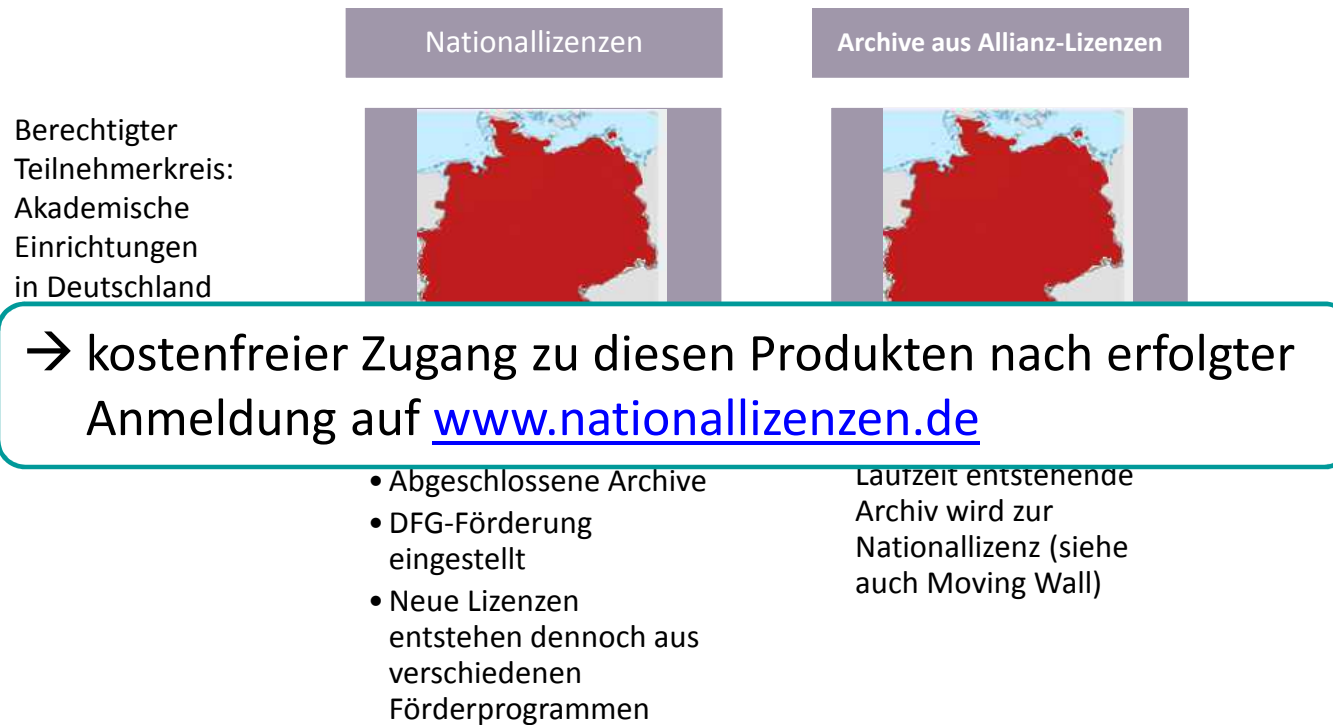 Nationallizenzen
Archive aus Allianz-Lizenzen
Berechtigter
Teilnehmerkreis:
Akademische
Einrichtungen
in Deutschland
→ kostenfreier Zugang zu diesen Produkten nach erfolgter
Anmeldung auf www.nationallizenzen.de
• Abgeschlossene Archive
• DFG-Förderung
eingestellt
• Neue Lizenzen
entstehen dennoch aus
verschiedenen
Förderprogrammen
Laufzeit entstehende
Archiv wird zur
Nationallizenz (siehe
auch Moving Wall)